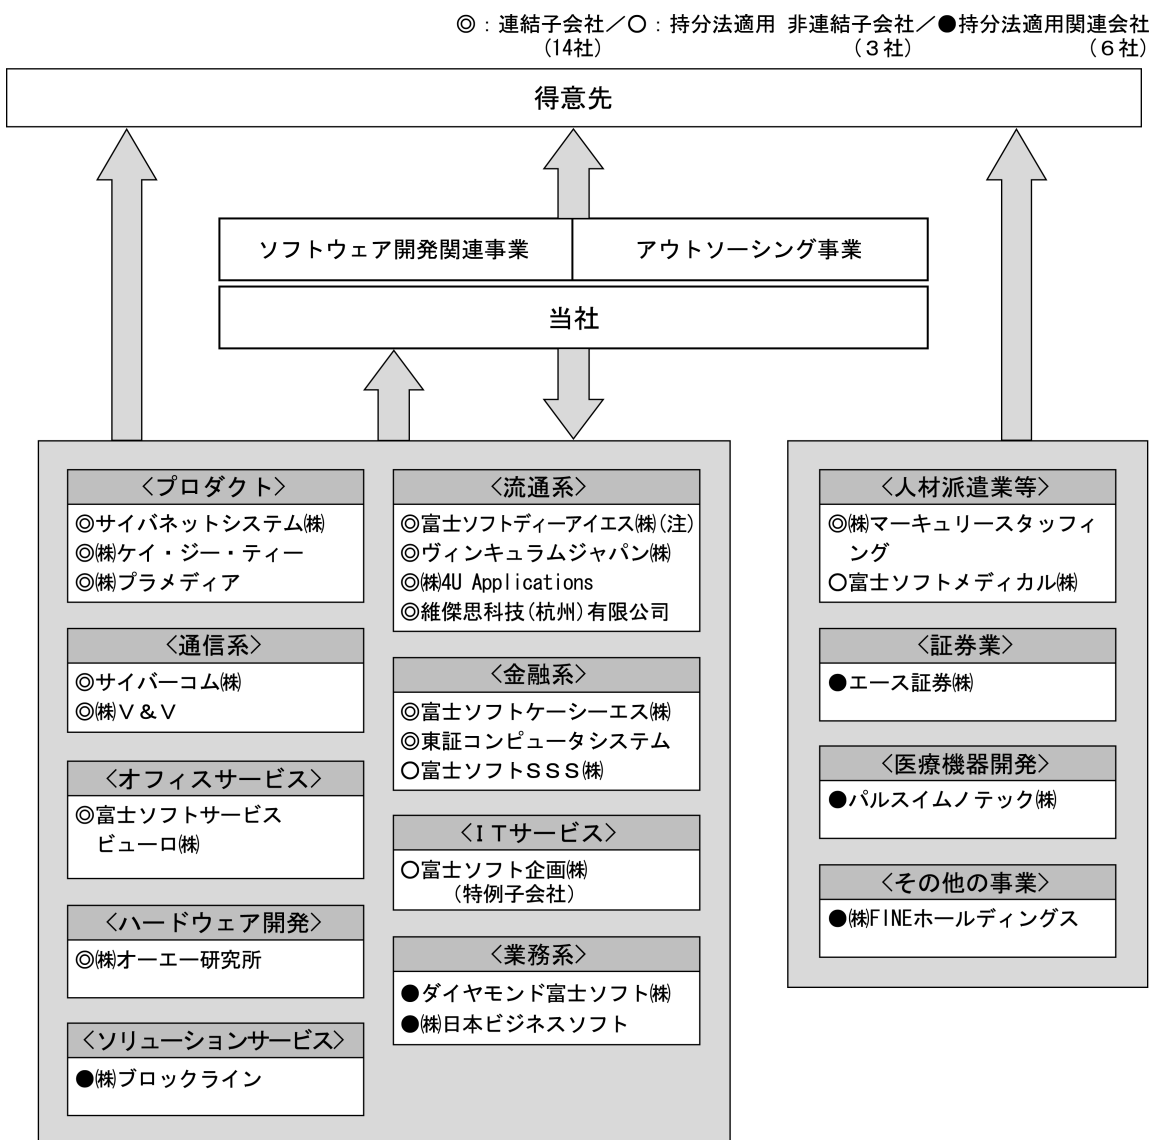 ◎：連結子会社／○：持分法適用 非連結子会社／●持分法適用関連会社
（14社） （３社） （６社）
得意先
ソフトウェア開発関連事業
アウトソーシング事業
当社
〈プロダクト〉
◎サイバネットシステム㈱
◎㈱ケイ・ジー・ティー
◎㈱プラメディア
〈通信系〉
◎サイバーコム㈱
◎㈱Ｖ＆Ｖ
〈オフィスサービス〉
◎富士ソフトサービス
ビューロ㈱
〈ハードウェア開発〉
◎㈱オーエー研究所
〈ソリューションサービス〉
●㈱ブロックライン
〈流通系〉
◎富士ソフトディーアイエス㈱（注）
◎ヴィンキュラムジャパン㈱
◎㈱4U Applications
◎維傑思科技（杭州）有限公司
〈金融系〉
◎富士ソフトケーシーエス㈱
◎東証コンピュータシステム
○富士ソフトＳＳＳ㈱
〈ＩＴサービス〉
○富士ソフト企画㈱
（特例子会社）
〈業務系〉
●ダイヤモンド富士ソフト㈱
●㈱日本ビジネスソフト
〈人材派遣業等〉
◎㈱マーキュリースタッフィ
ング
○富士ソフトメディカル㈱
〈証券業〉
●エース証券㈱
〈医療機器開発〉
●パルスイムノテック㈱
〈その他の事業〉
●㈱FINEホールディングス